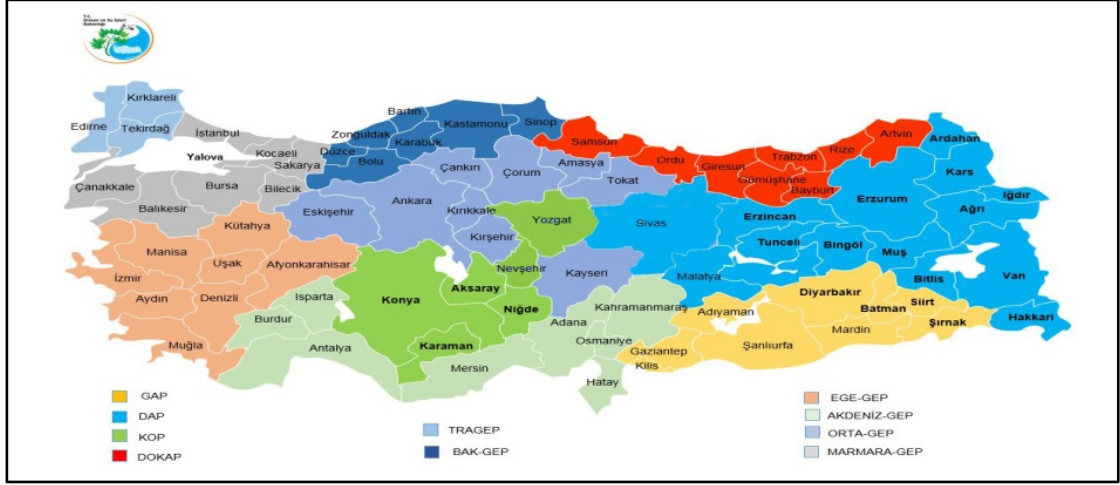 T.C.
Orman ve Su İşleri
Bakanlığı
Kırklareli
Edirne
Tekirdağ
İstanbul
Yalova
Kocaeli
Sakarya
Çanakkale
Bursa
Bilecik
Balıkesir
Bartın
Zonguldak
Karabük
Kastamonu
Sinop
Düzce
Bolu
Samsun
Ordu
Giresun
Trabzon
Rize
Artvin
Gümüşhane
Bayburt
Ardahan
Kars
Iğdır
Ağrı
Erzurum
Erzincan
Sivas
Tunceli
Bingöl
Muş
Bitlis
Van
Hakkari
Malatya
Çankırı
Çorum
Amasya
Tokat
Ankara
Eskişehir
Kırıkkale
Kırşehir
Kayseri
Yozgat
Nevşehir
Aksaray
Konya
Niğde
Karaman
Kütahya
Manisa
Uşak
Afyonkarahisar
İzmir
Aydın
Denizli
Muğla
Isparta
Burdur
Antalya
Mersin
Adana
Kahramanmaraş
Osmaniye
Hatay
Adıyaman
Gaziantep
Kilis
Şanlıurfa
Diyarbakır
Batman
Mardin
Siirt
Şırnak
GAP
DAP
KOP
DOKAP
TRAGEP
BAK-GEP
EGE-GEP
AKDENİZ-GEP
ORTA-GEP
MARMARA-GEP